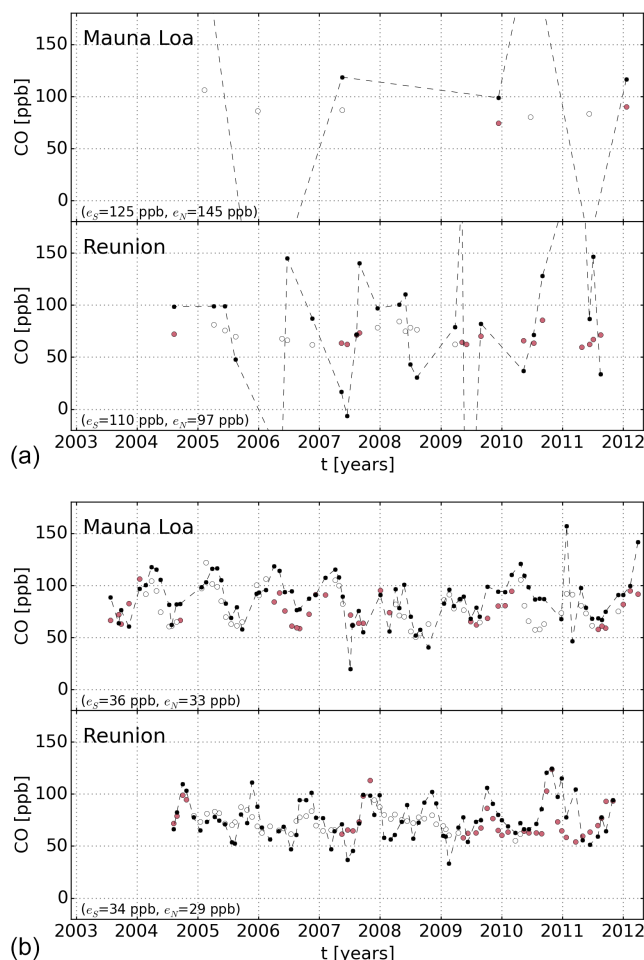 Mauna Loa
150
100
50
0
CO [ppb]
(e_S=125 ppb, e_N=145 ppb)
Reunion
150
100
50
0
CO [ppb]
(e_S=110 ppb, e_N=97 ppb)
2003 2004 2005 2006 2007 2008 2009 2010 2011 2012
t [years]
(a)
Mauna Loa
150
100
50
0
CO [ppb]
(e_S=36 ppb, e_N=33 ppb)
Reunion
150
100
50
0
CO [ppb]
(e_S=34 ppb, e_N=29 ppb)
2003 2004 2005 2006 2007 2008 2009 2010 2011 2012
t [years]
(b)